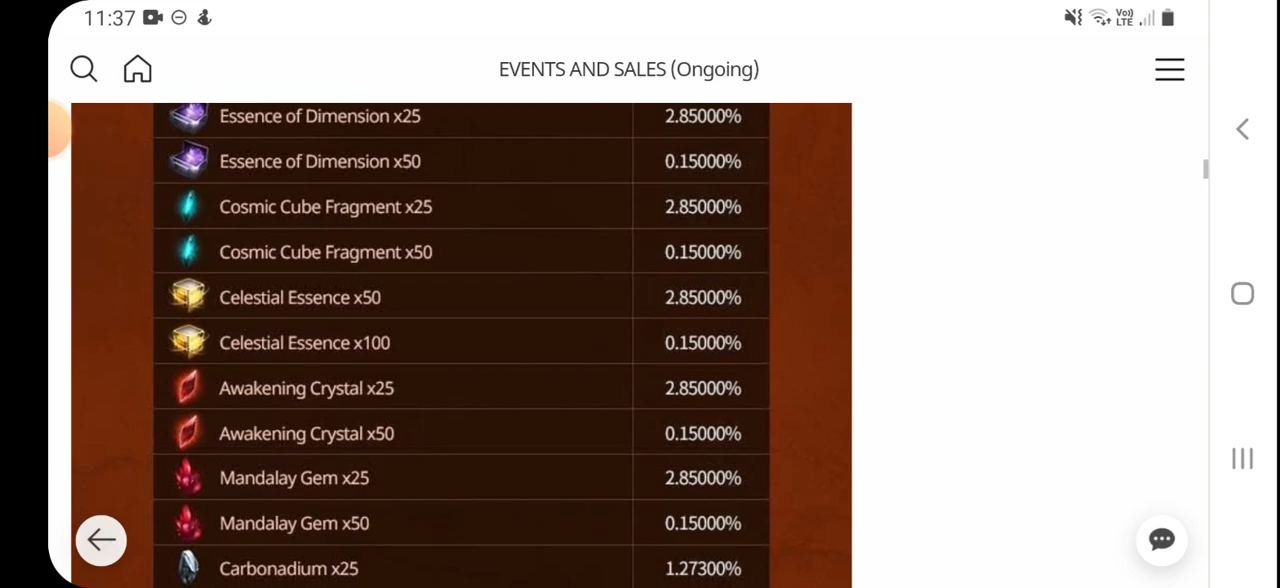 11:37
Vo))
LTE
EVENTS AND SALES (Ongoing)
Essence of Dimension x25 2.85000%
Essence of Dimension x50 0.15000%
Cosmic Cube Fragment x25 2.85000%
Cosmic Cube Fragment x50 0.15000%
Celestial Essence x50 2.85000%
Celestial Essence x100 0.15000%
Awakening Crystal x25 2.85000%
Awakening Crystal x50 0.15000%
Mandalay Gem x25 2.85000%
Mandalay Gem x50 0.15000%
Carbonadium x25 1.27300%